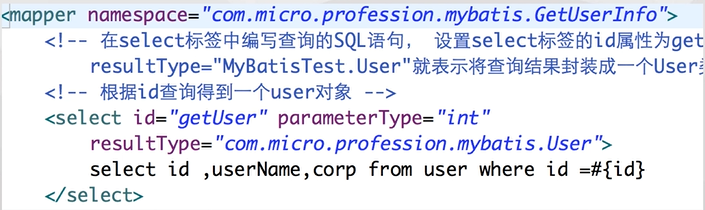 <mapper namespace="com.micro.profession.mybatis.GetUserInfo">
<!-- 在select标签中编写查询的SQL语句， 设置select标签的id属性为get
resultType="MyBatisTest.User"就表示将查询结果封装成一个User
<!-- 根据id查询得到一个user对象 -->
<select id="getUser" parameterType="int"
resultType="com.micro.profession.mybatis.User">
select id ,userName,corp from user where id =#{id}
</select>